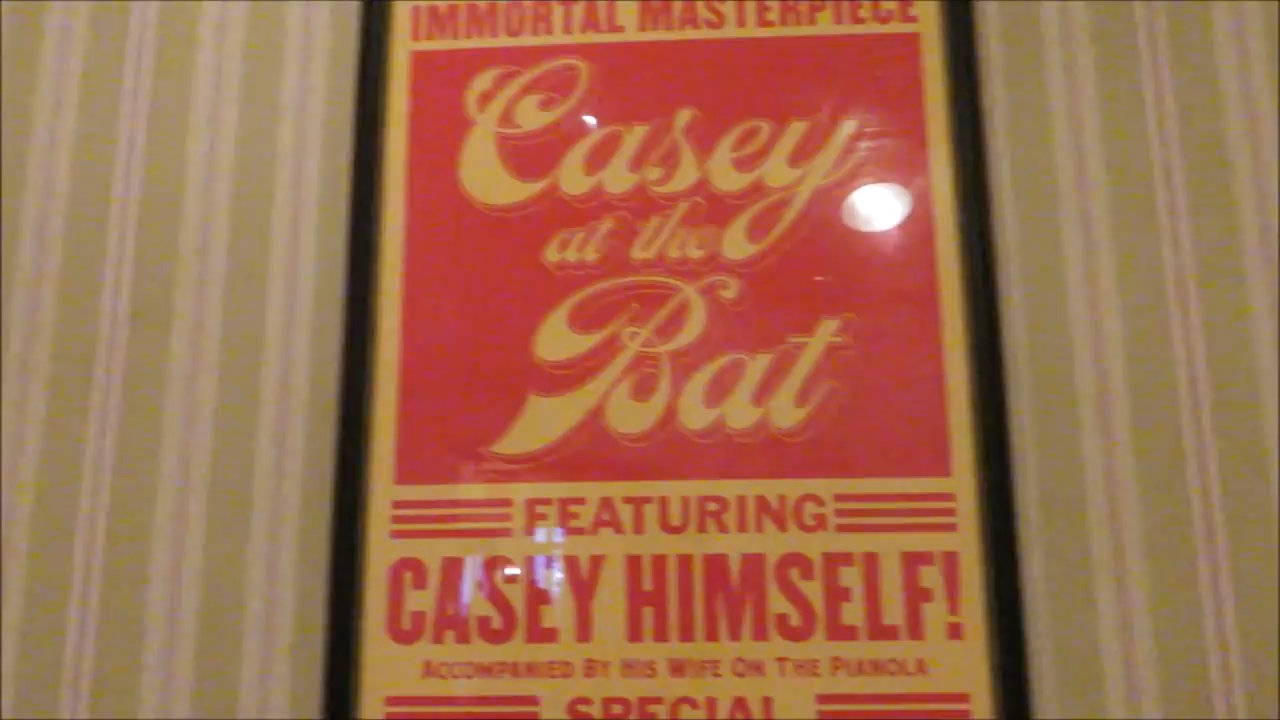 IMMORTAL MASTERPIECE
Casey
at the
Bat
FEATURING
CASEY HIMSELF!
ACCOMPANIED BY HIS WIFE ON THE PIANOLA
SPECIAL